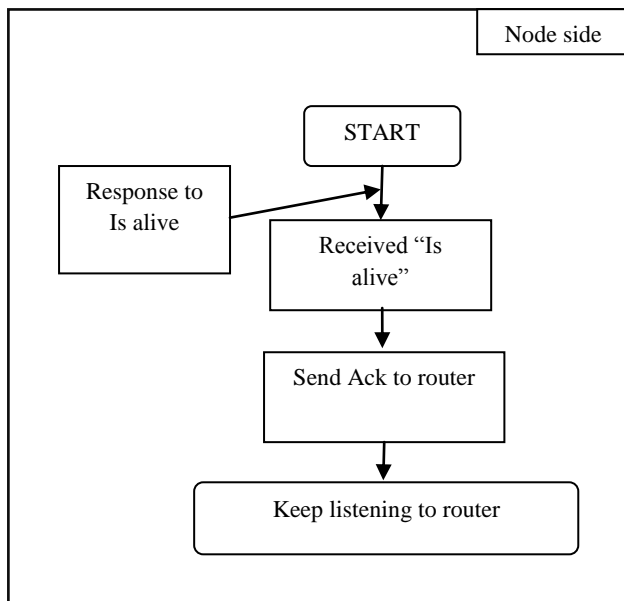 Node side
START
Response to
Is alive
Received “Is
alive”
Send Ack to router
Keep listening to router